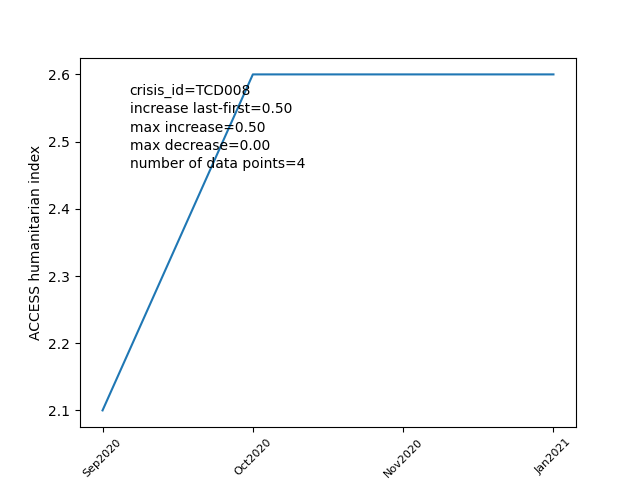 2.6
crisis_id=TCD008
increase last-first=0.50
max increase=0.50
max decrease=0.00
number of data points=4
2.5
2.4
2.3
2.2
2.1
ACCESS humanitarian index
Sep2020
Oct2020
Nov2020
Jan2021